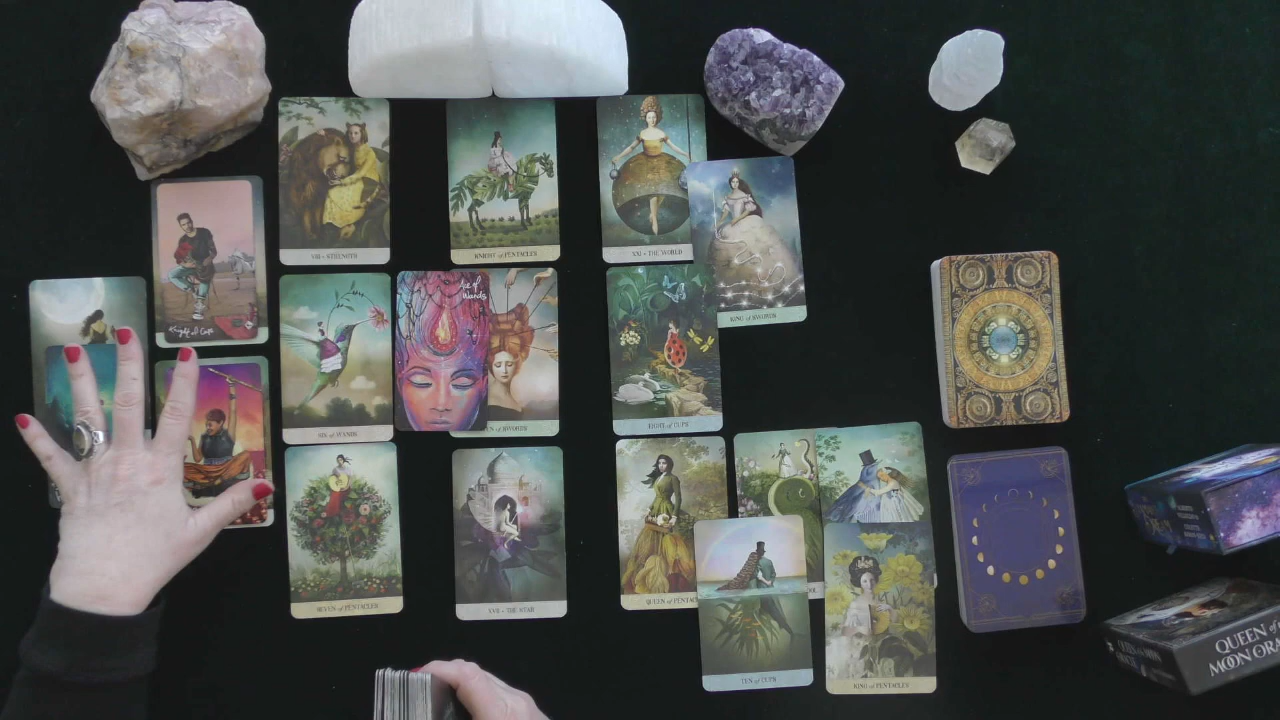 VIII • STRENGTH
KNIGHT of PENTACLES
XXI • THE WORLD
KING of SWORDS
Knight of Cups
Ace of
Wands
SIX of WANDS
EIGHT of CUPS
SEVEN of PENTACLES
XVII • THE STAR
QUEEN of
TEN of CUPS
KING of PENTACLES
QUEEN of
MOON ORA